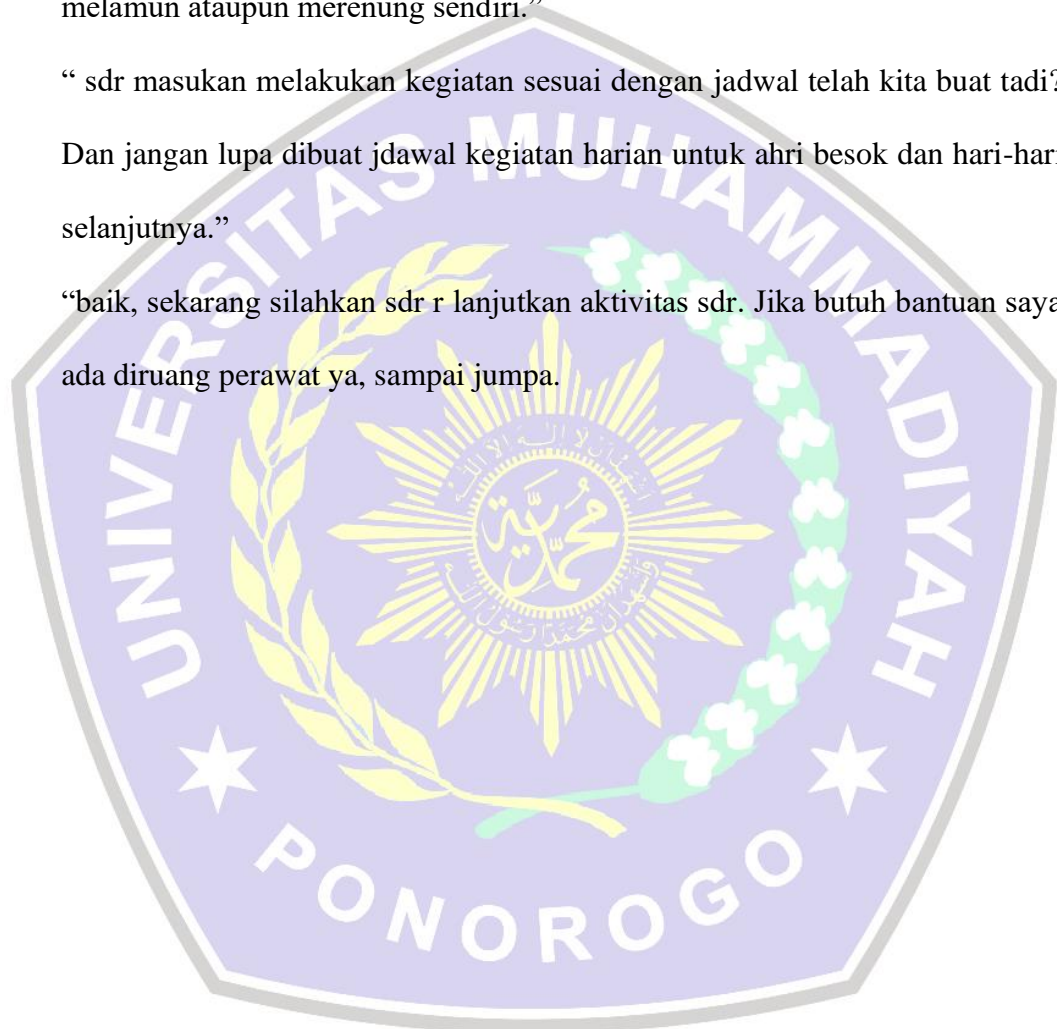 melamun ataupun merenung sendiri.”
“ sdr masukan melakukan kegiatan sesuai dengan jadwal telah kita buat tadi?
Dan jangan lupa dibuat jdawal kegiatan harian untuk ahri besok dan hari-hari
selanjutnya.”
“baik, sekarang silahkan sdr r lanjutkan aktivitas sdr. Jika butuh bantuan saya
ada diruang perawat ya, sampai jumpa.
UNIVERSITAS MUHAMMADIYAH
PONOROGO